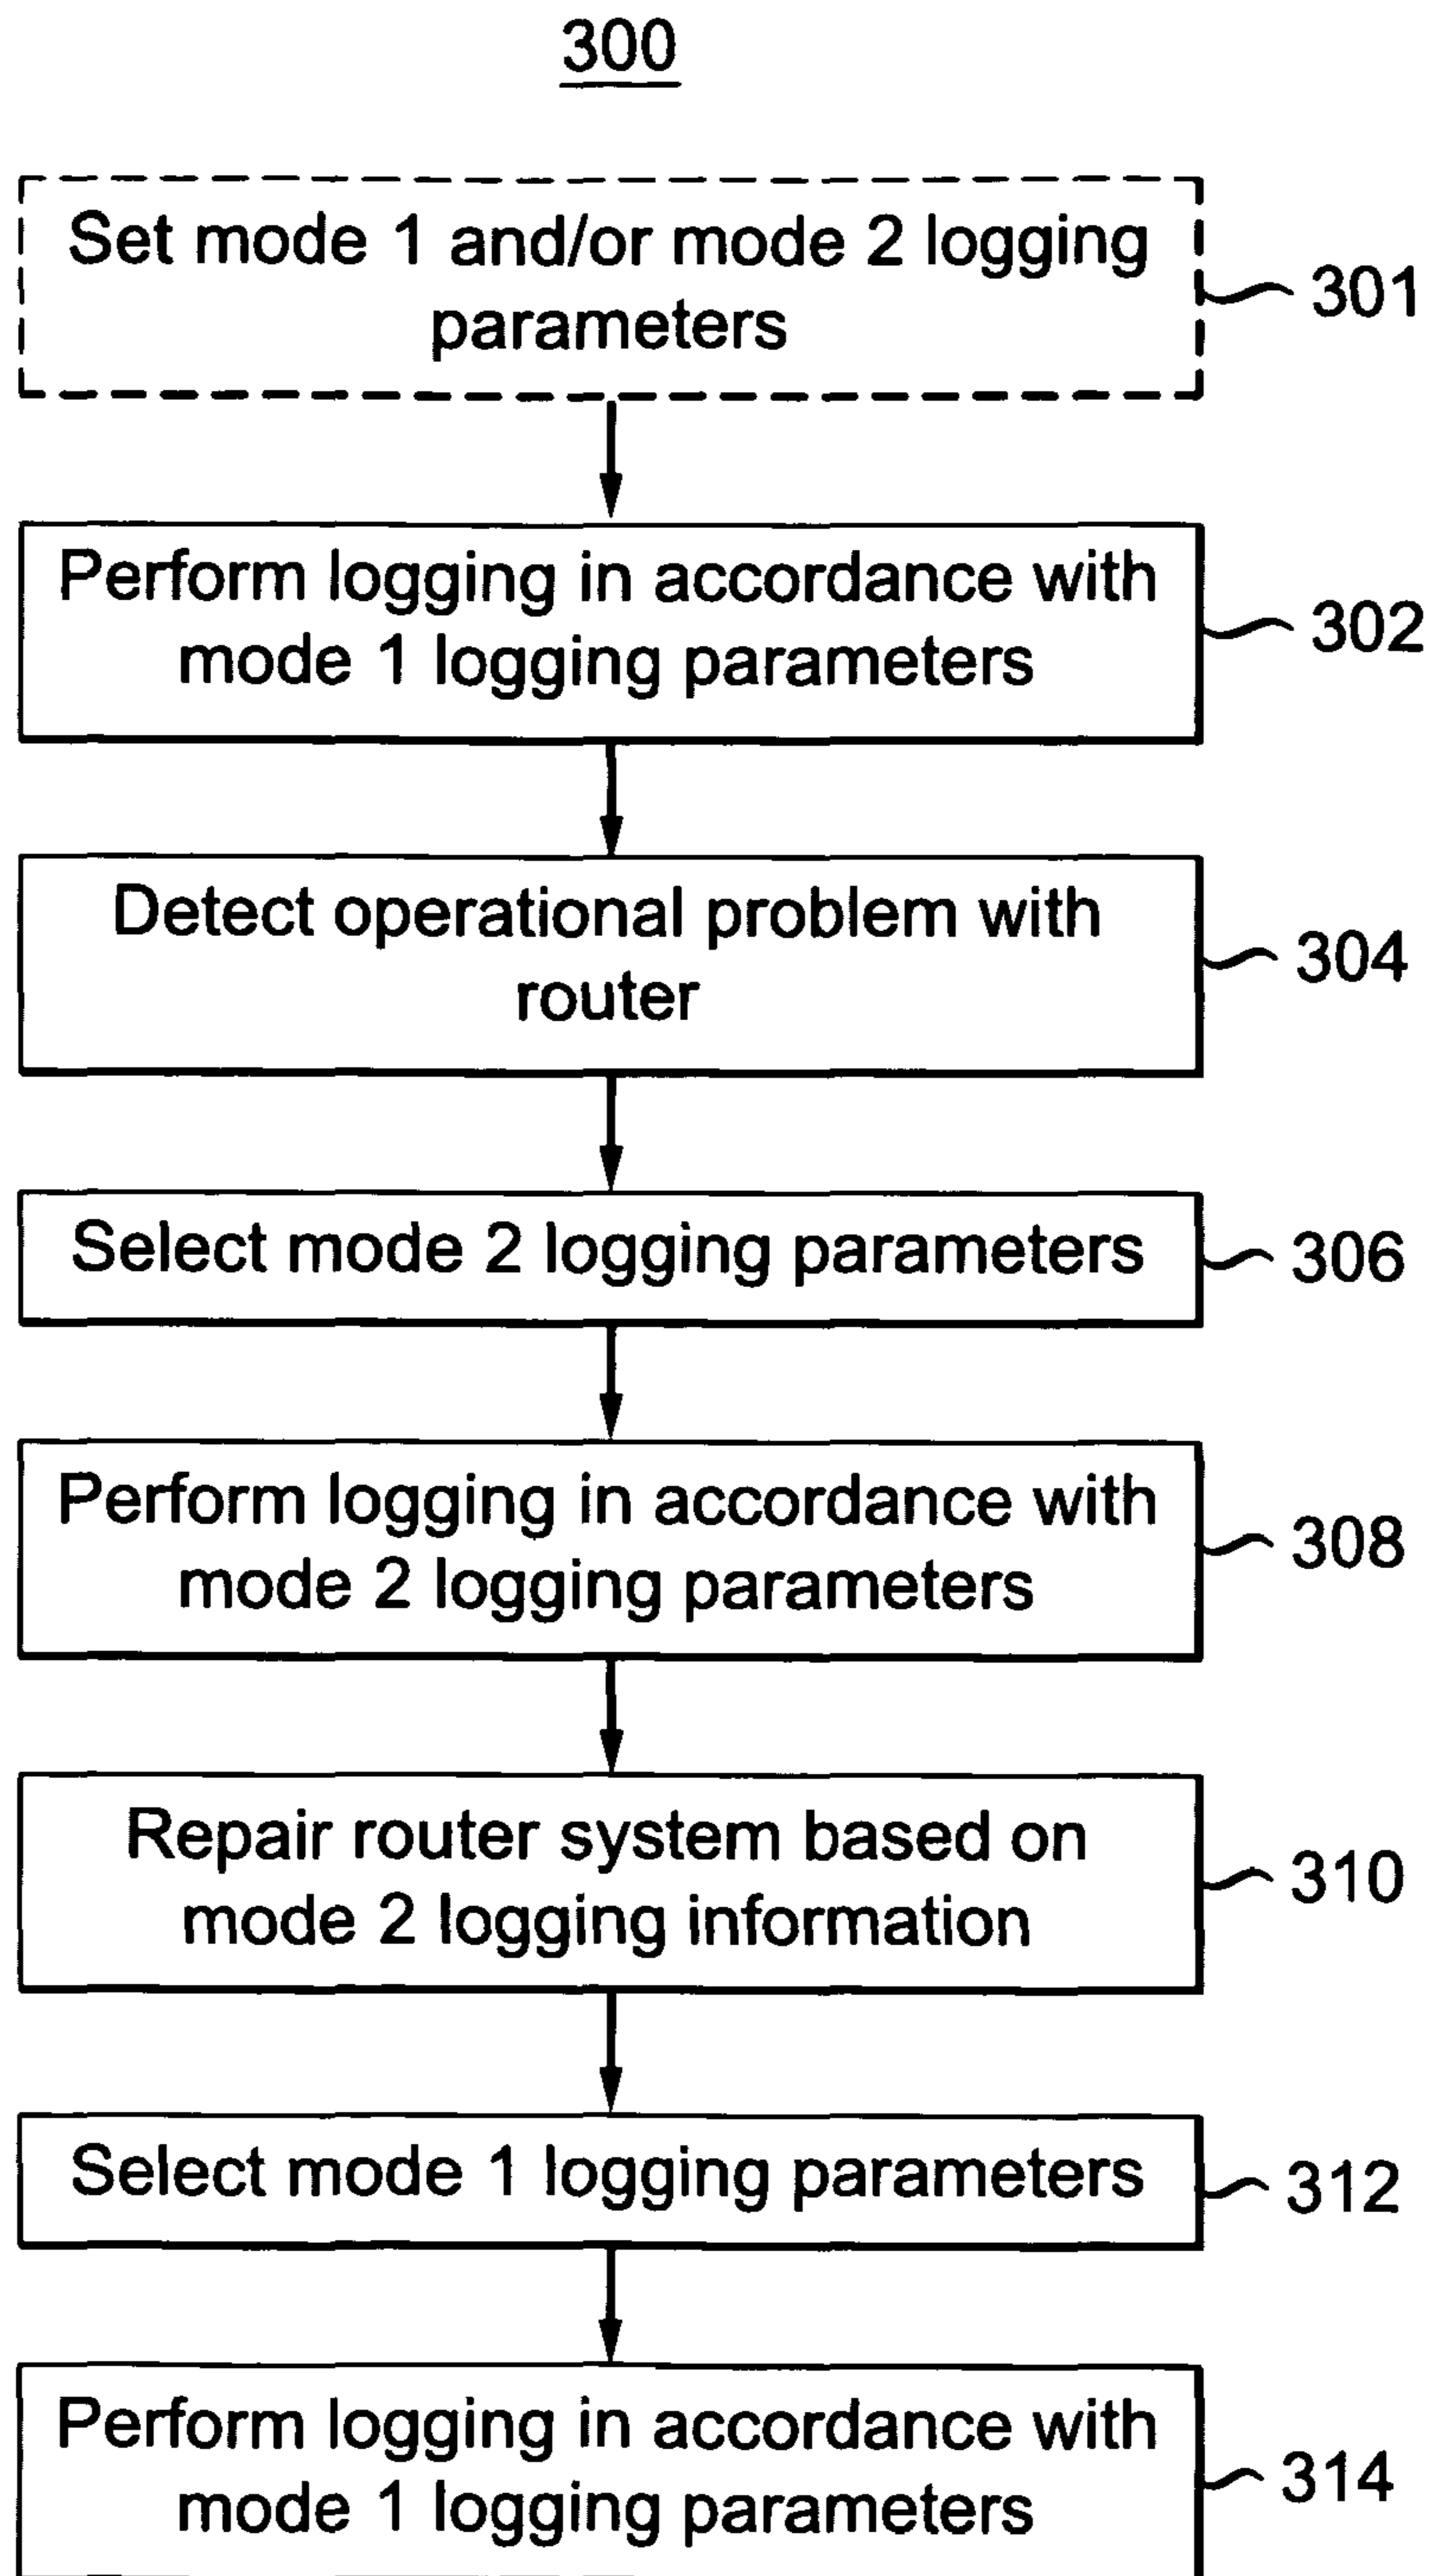 300
Set mode 1 and/or mode 2 logging
parameters
301
Perform logging in accordance with
mode 1 logging parameters
302
Detect operational problem with
router
304
Select mode 2 logging parameters
306
Perform logging in accordance with
mode 2 logging parameters
308
Repair router system based on
mode 2 logging information
310
Select mode 1 logging parameters
312
Perform logging in accordance with
mode 1 logging parameters
314